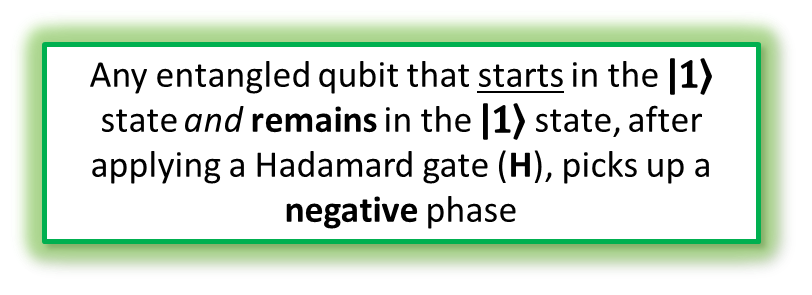 Any entangled qubit that starts in the |1⟩
state and remains in the |1⟩ state, after
applying a Hadamard gate (H), picks up a
negative phase